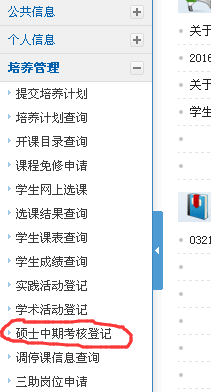 公共信息
个人信息
培养管理
提交培养计划
培养计划查询
开课目录查询
课程免修申请
学生网上选课
选课结果查询
学生课表查询
学生成绩查询
实践活动登记
学术活动登记
硕士中期考核登记
调停课信息查询
三助岗位申请
关于
2016
关于
学生
0321